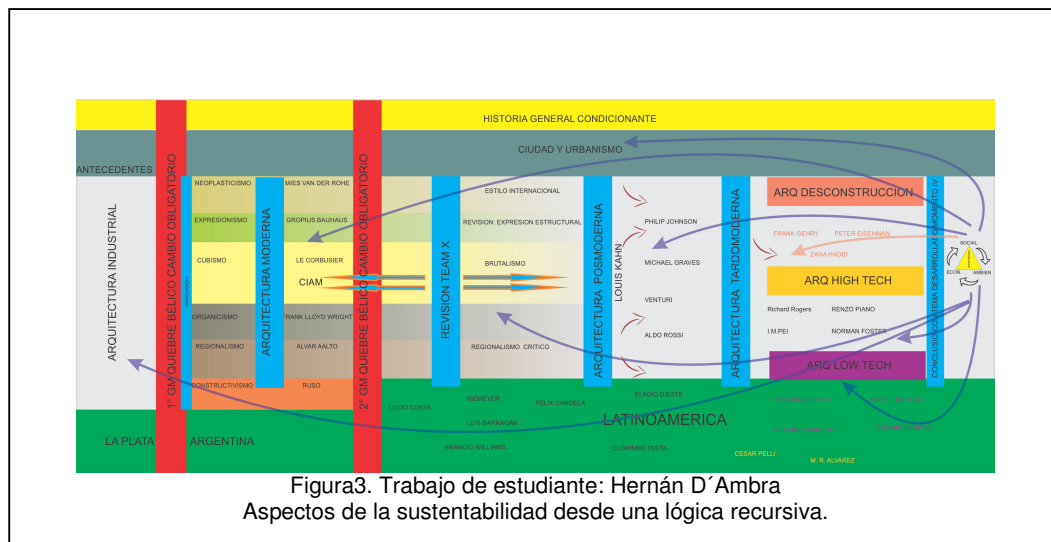 HISTORIA GENERAL CONDICIONANTE
CIUDAD Y URBANISMO
ANTECEDENTES
ARQUITECTURA INDUSTRIAL
1° GM QUIEBRE BÉLICO CAMBIO OBLIGATORIO
NEOPLASTICISMO
EXPRESIONISMO
CUBISMO
ORGANICISMO
REGIONALISMO
CONSTRUCTIVISMO
ARQUITECTURA MODERNA
MIES VAN DER ROHE
GROPIUS BAUHAUS
LE CORBUSIER
CIAM
FRANK LLOYD WRIGHT
ALVAR AALTO
RUSO
2° GM QUIEBRE BÉLICO CAMBIO OBLIGATORIO
REVISION TEAM X
ESTILO INTERNACIONAL
REVISION: EXPRESION ESTRUCTURAL
BRUTALISMO
REGIONALISMO CRITICO
ARQUITECTURA POSMODERNA
LOUIS KAHN
PHILIP JOHNSON
MICHAEL GRAVES
VENTURI
ALDO ROSSI
ARQUITECTURA TARDOMODERNA
ARQ DESCONSTRUCCION
FRANK GEHRY
PETER EISENMAN
ZAHA HADID
ARQ HIGH TECH
Richard Rogers
RENZO PIANO
I.M.PEI
NORMAN FOSTER
ARQ LOW TECH
CONCLUSION
TEMA DESARROLLADO
MOMENTO IV
SOCIAL
ECON.
AMBIEN
LUCIO COSTA
NIEMEYER
FELIX CANDELA
ELADIO DIESTE
LUIS BARRAGAN
LATINOAMERICA
AMANCIO WILLIAMS
CLORINDO TESTA
CESAR PELLI
M. R. ALVAREZ
LA PLATA
ARGENTINA
Figura3. Trabajo de estudiante: Hernán D´Ambra
Aspectos de la sustentabilidad desde una lógica recursiva.